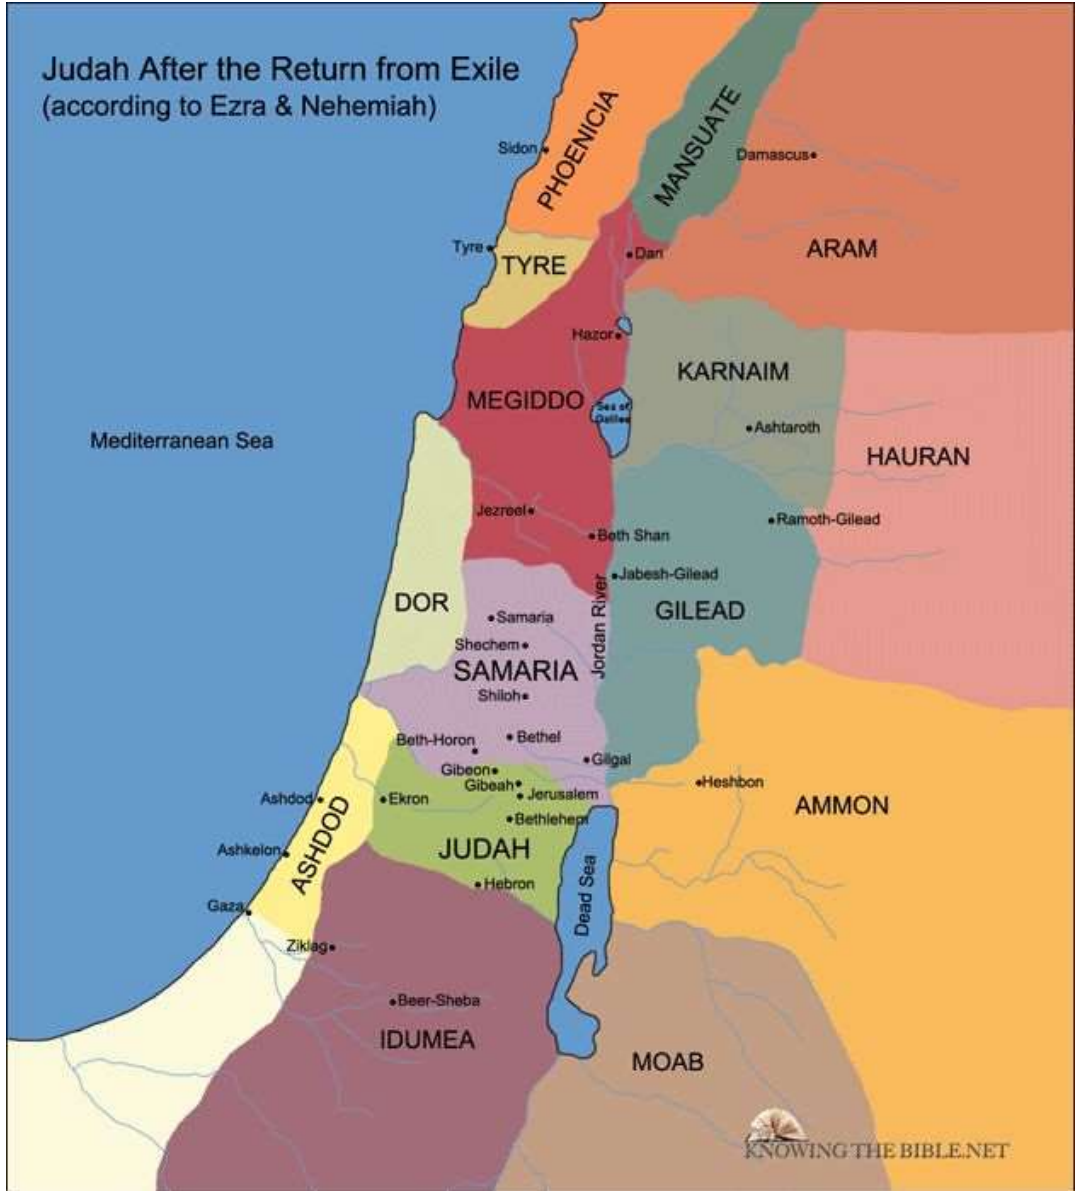 Judah After the Return from Exile
(according to Ezra & Nehemiah)
PHOENICIA
MANSUATE
Sidon
Damascus
Tyre
TYRE
Dan
ARAM
Hazor
KARNAIM
MEGIDDO
Sea of
Galilee
Mediterranean Sea
Ashtaroth
HAURAN
Jezreel
Ramoth-Gilead
Beth Shan
Jabesh-Gilead
DOR
GILEAD
Jordan River
Samaria
Shechem
SAMARIA
Shiloh
Beth-Horon
Bethel
Gilgal
Gibeon
Gibeah
Heshbon
Ashdod
Ekron
Jerusalem
AMMON
ASHDOD
Bethlehem
Ashkelon
JUDAH
Hebron
Dead Sea
Gaza
Ziklag
Beer-Sheba
IDUMEA
MOAB
KNOWING THE BIBLE.NET